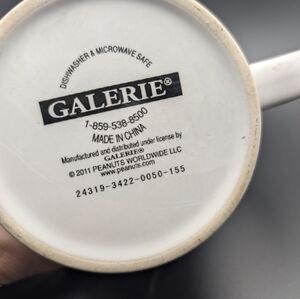 DISHWASHER & MICROWAVE SAFE
GALERIE®
1-859-538-8500
MADE IN CHINA
Manufactured and distributed under license by
GALERIE®
© 2011 PEANUTS WORLDWIDE LLC
www.peanuts.com
24319-3422-0050-155